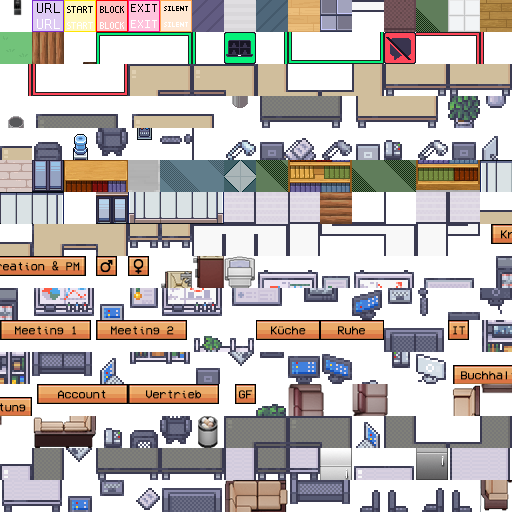 URL START BLOCK EXIT SILENT
URL START BLOCK EXIT SILENT
Kr
reation & PM
Meeting 1 Meeting 2 Küche Ruhe IT
Buchhal
Account Vertrieb GF
tung